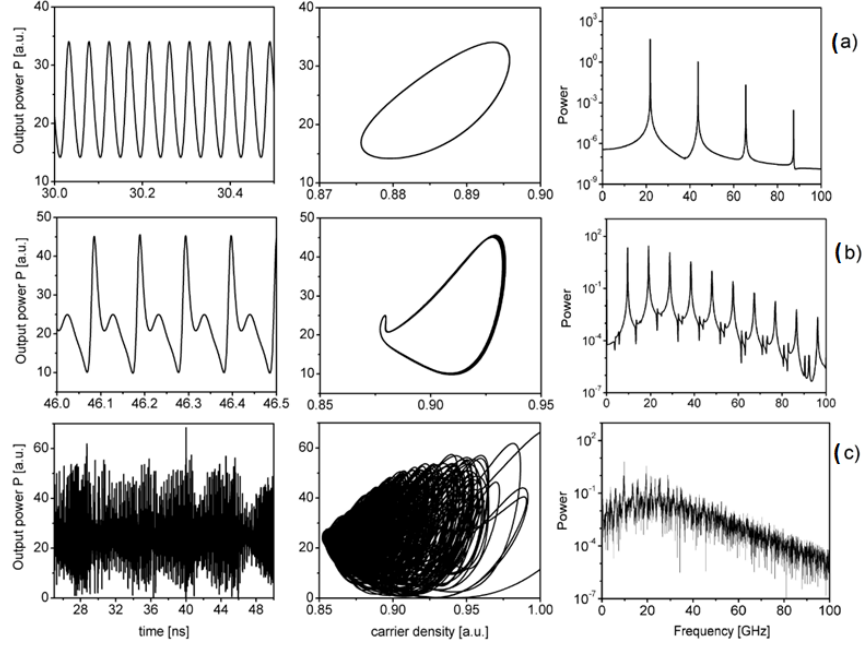 40
30
20
10
30.0 30.2 30.4
Output power P [a.u.]
40
30
20
10
0.87 0.88 0.89 0.90
10³
10⁰
10⁻³
10⁻⁶
10⁻⁹
0 20 40 60 80 100
Power
(a)
50
40
30
20
10
46.0 46.1 46.2 46.3 46.4 46.5
Output power P [a.u.]
50
40
30
20
10
0.85 0.90 0.95
10²
10⁻¹
10⁻⁴
10⁻⁷
0 20 40 60 80 100
Power
(b)
60
40
20
0
28 32 36 40 44 48
Output power P [a.u.]
time [ns]
60
40
20
0
0.85 0.90 0.95 1.00
carrier density [a.u.]
10²
10⁻¹
10⁻⁴
10⁻⁷
0 20 40 60 80 100
Power
Frequency [GHz]
(c)